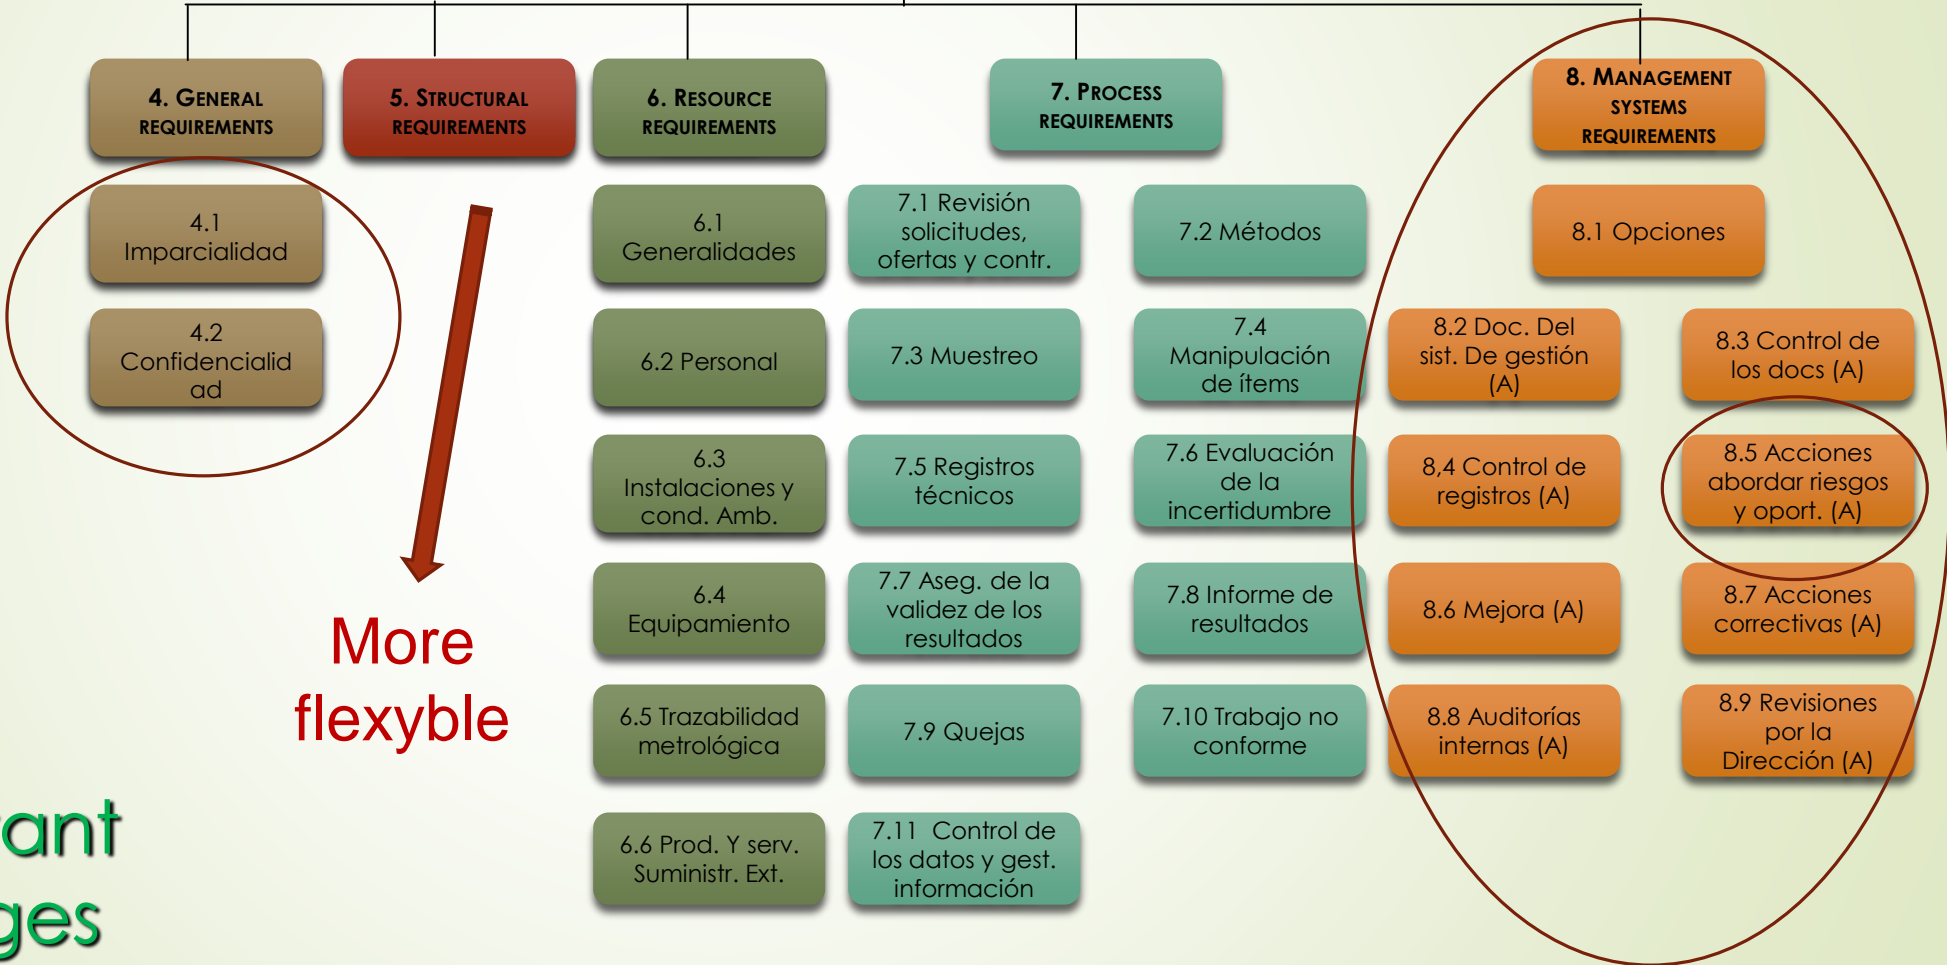 4. General
requirements
5. Structural
requirements
6. Resource
requirements
7. Process
requirements
8. Management
systems
requirements
4.1
Imparcialidad
4.2
Confidencialid
ad
6.1
Generalidades
6.2 Personal
6.3
Instalaciones y
cond. Amb.
6.4
Equipamiento
6.5 Trazabilidad
metrológica
6.6 Prod. Y serv.
Suministr. Ext.
7.1 Revisión
solicitudes,
ofertas y contr.
7.2 Métodos
7.3 Muestreo
7.4
Manipulación
de ítems
7.5 Registros
técnicos
7.6 Evaluación
de la
incertidumbre
7.7 Aseg. de la
validez de los
resultados
7.8 Informe de
resultados
7.9 Quejas
7.10 Trabajo no
conforme
7.11 Control de
los datos y gest.
información
8.1 Opciones
8.2 Doc. Del
sist. De gestión
(A)
8.3 Control de
los docs (A)
8,4 Control de
registros (A)
8.5 Acciones
abordar riesgos
y oport. (A)
8.6 Mejora (A)
8.7 Acciones
correctivas (A)
8.8 Auditorías
internas (A)
8.9 Revisiones
por la
Dirección (A)
More
flexyble